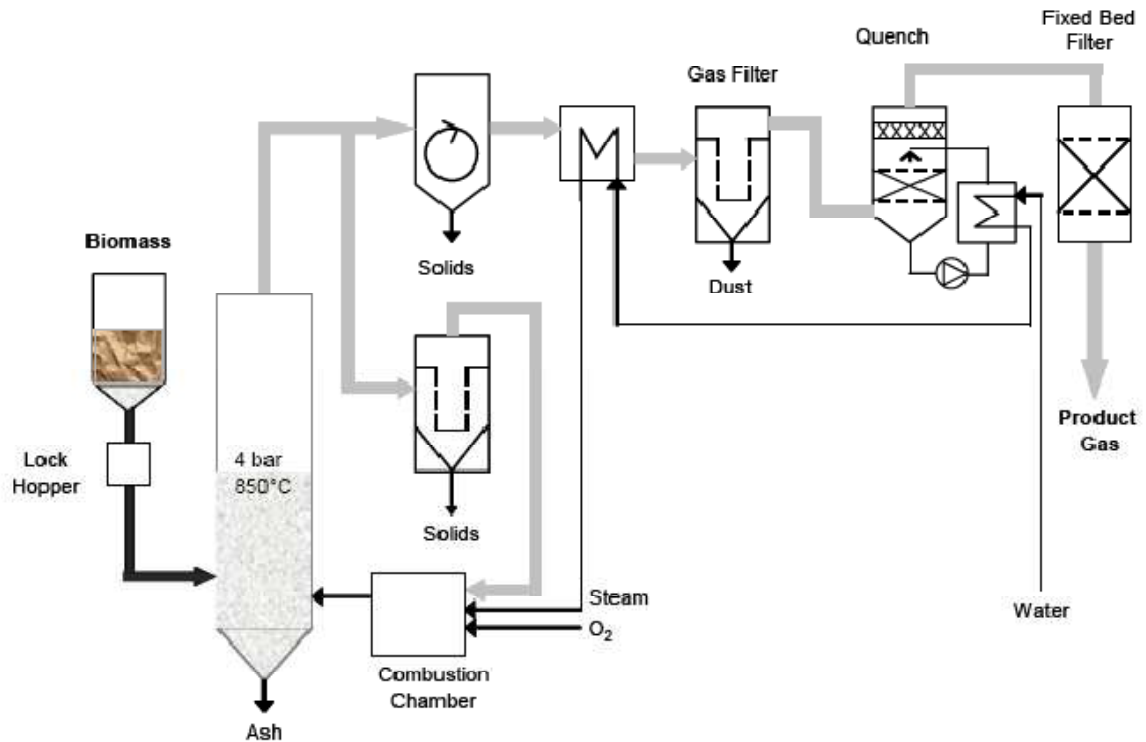 Fixed Bed
Filter
Quench
Gas Filter
Biomass
Solids
Dust
Product
Gas
Lock
Hopper
4 bar
850°C
Solids
Steam
O₂
Water
Combustion
Chamber
Ash